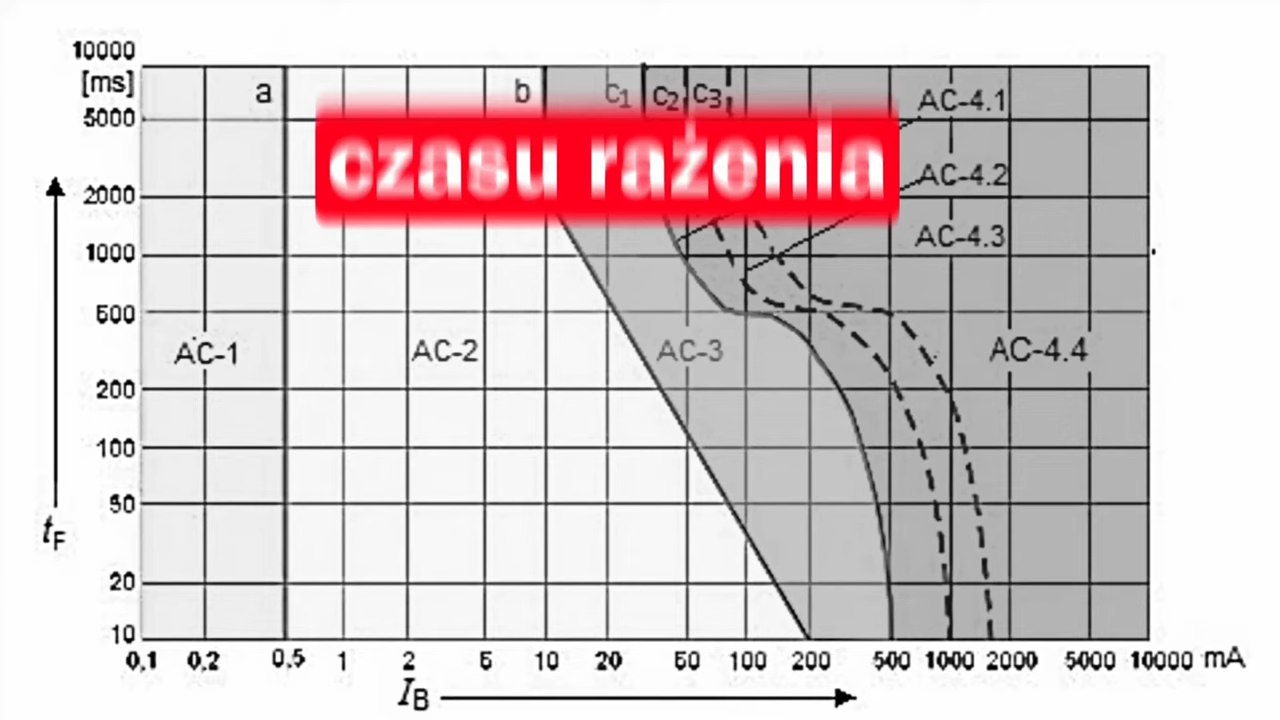 10000
[ms]
a
b
c1
c2
c3
AC-4.1
5000
czasu rażenia
AC-4.2
2000
AC-4.3
1000
500
AC-1
AC-2
AC-3
AC-4.4
200
100
50
tF
20
10
0,1 0,2 0,5 1 2 5 10 20 50 100 200 500 1000 2000 5000 10000 mA
IB